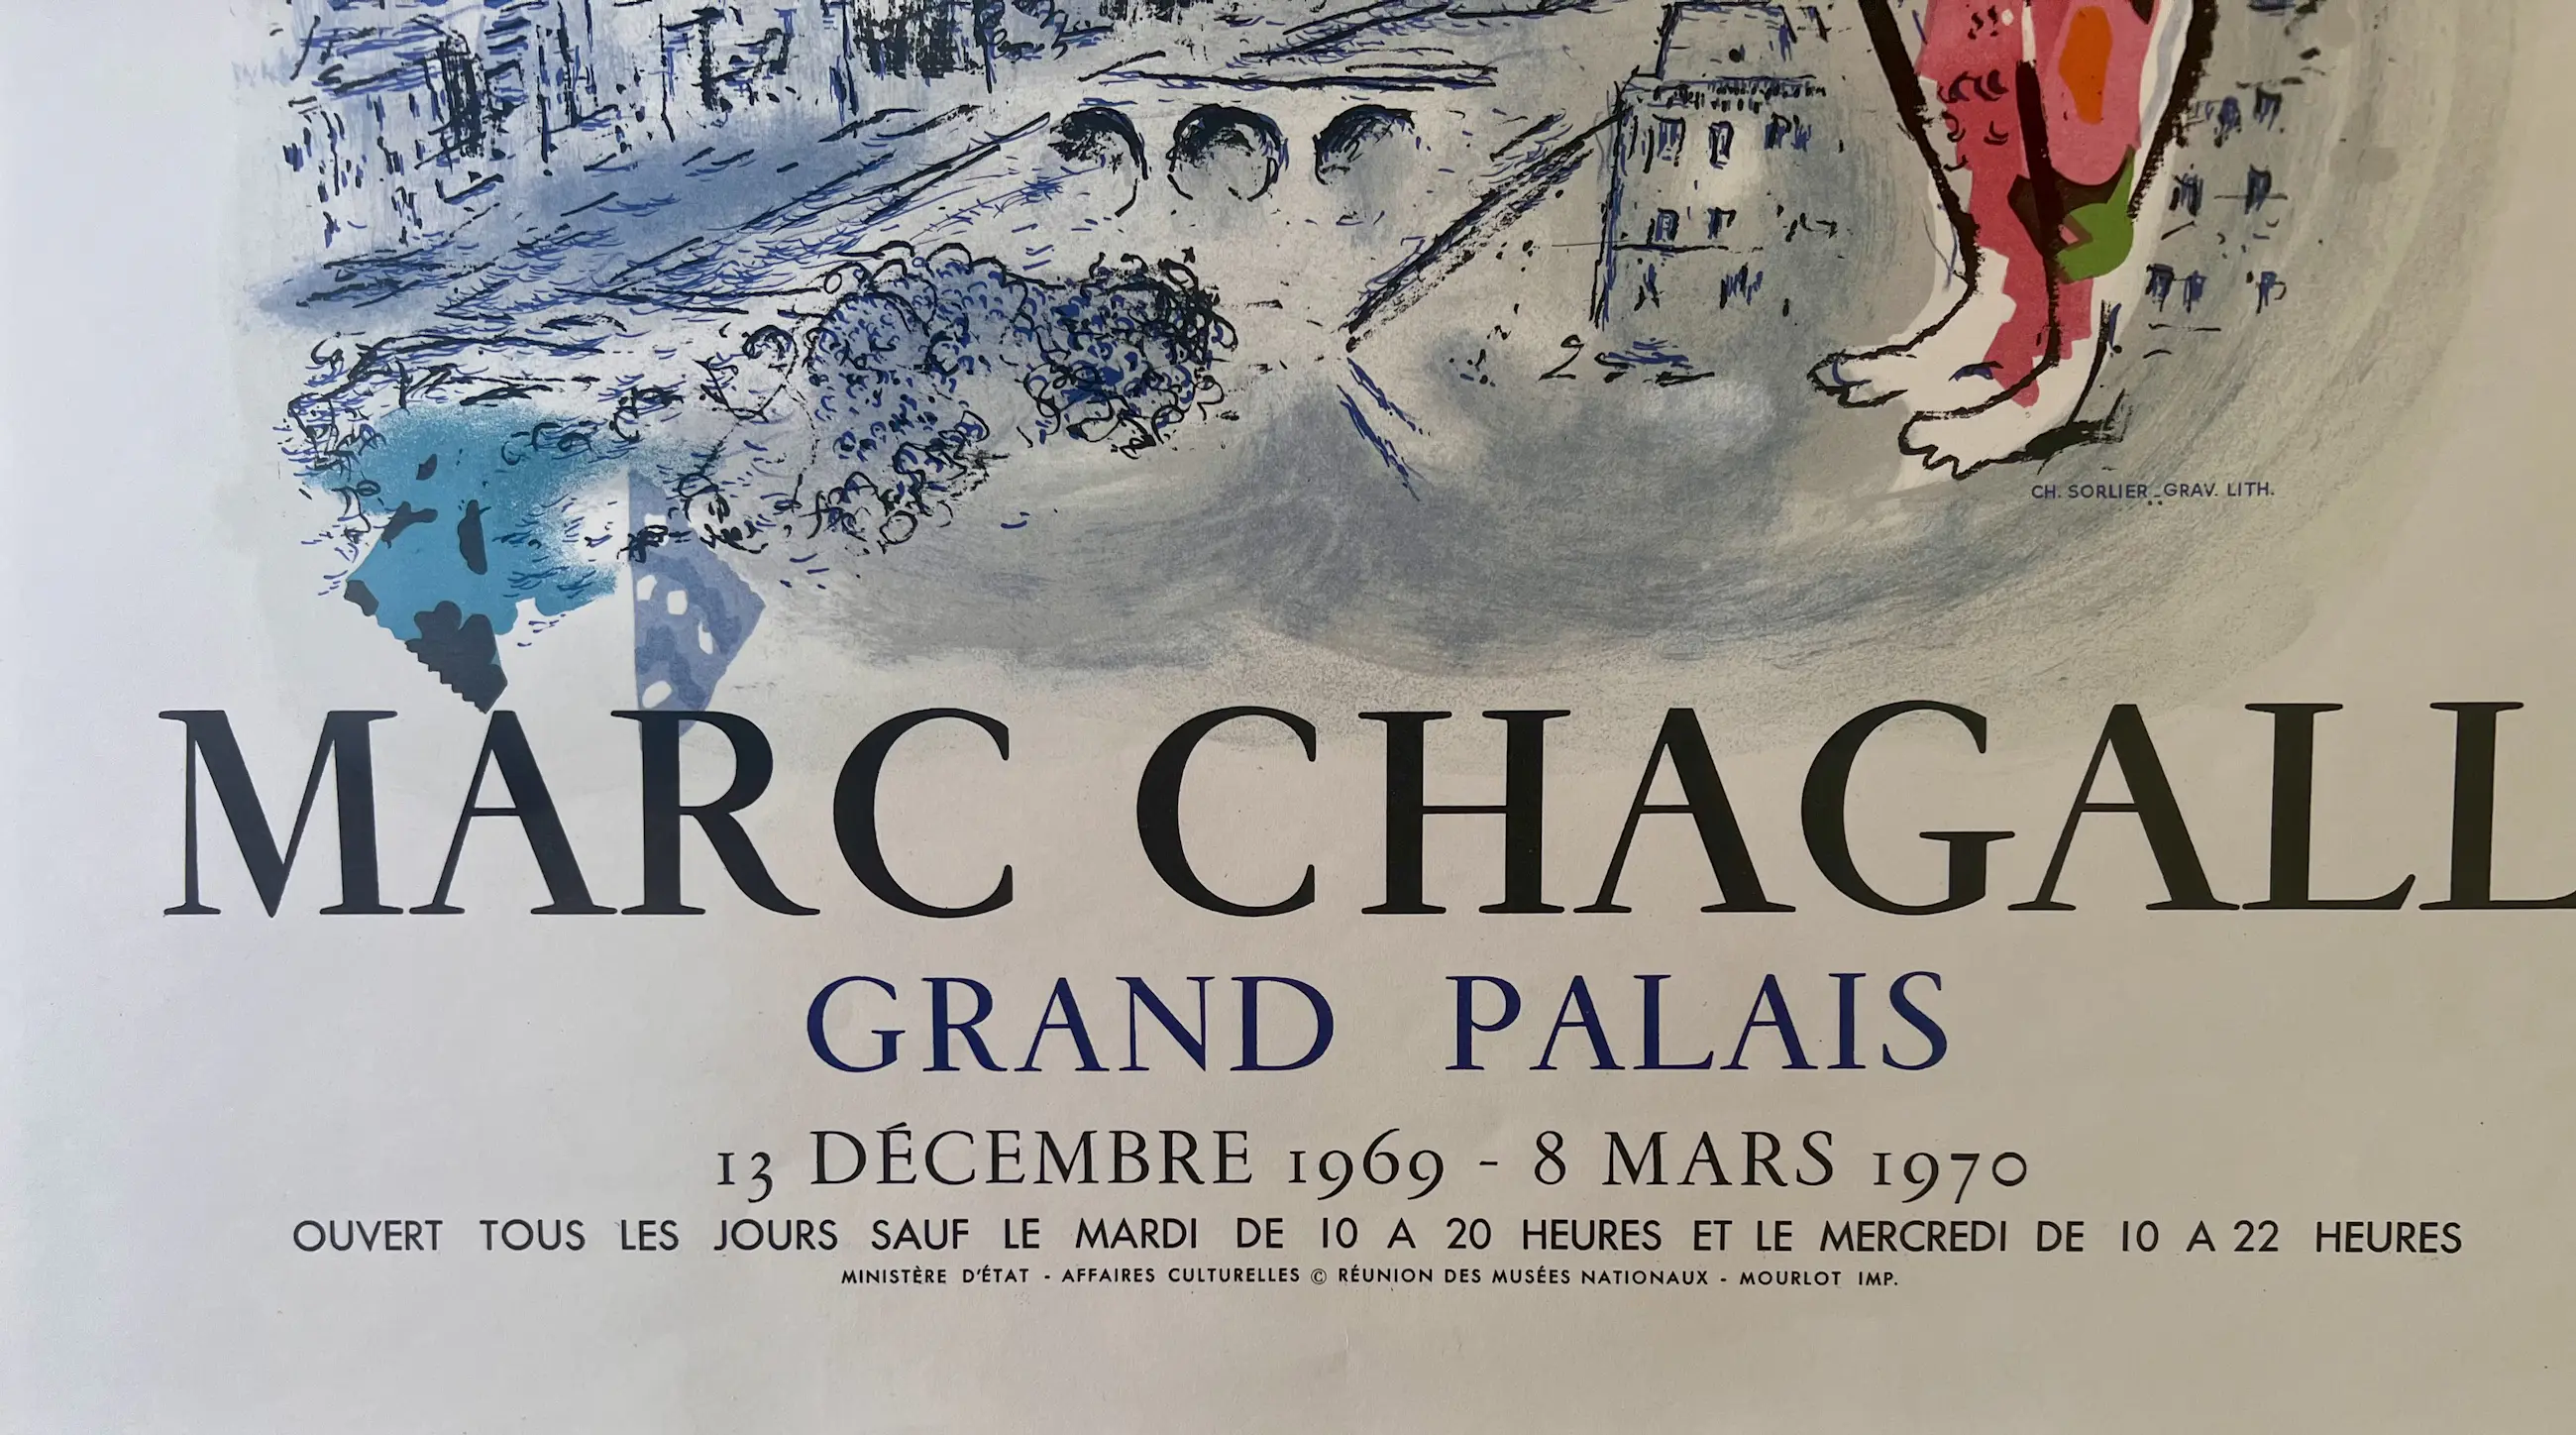 CH. SORLIER - GRAV. LITH.
MARC CHAGALL
GRAND PALAIS
13 DÉCEMBRE 1969 - 8 MARS 1970
OUVERT TOUS LES JOURS SAUF LE MARDI DE 10 A 20 HEURES ET LE MERCREDI DE 10 A 22 HEURES
MINISTÈRE D'ÉTAT - AFFAIRES CULTURELLES © RÉUNION DES MUSÉES NATIONAUX - MOURLOT IMP.